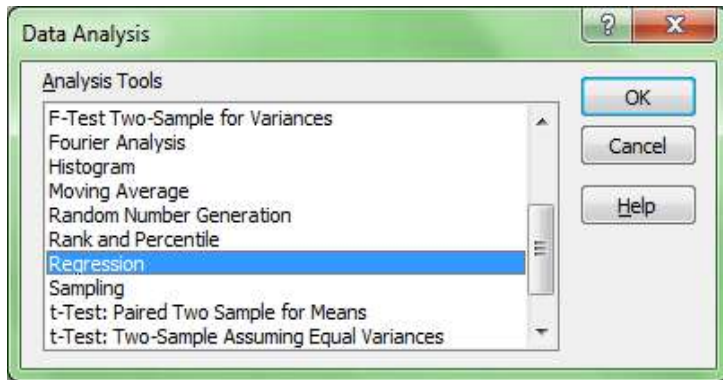 Data Analysis
?
X
Analysis Tools
F-Test Two-Sample for Variances
Fourier Analysis
Histogram
Moving Average
Random Number Generation
Rank and Percentile
Regression
Sampling
t-Test: Paired Two Sample for Means
t-Test: Two-Sample Assuming Equal Variances
OK
Cancel
Help